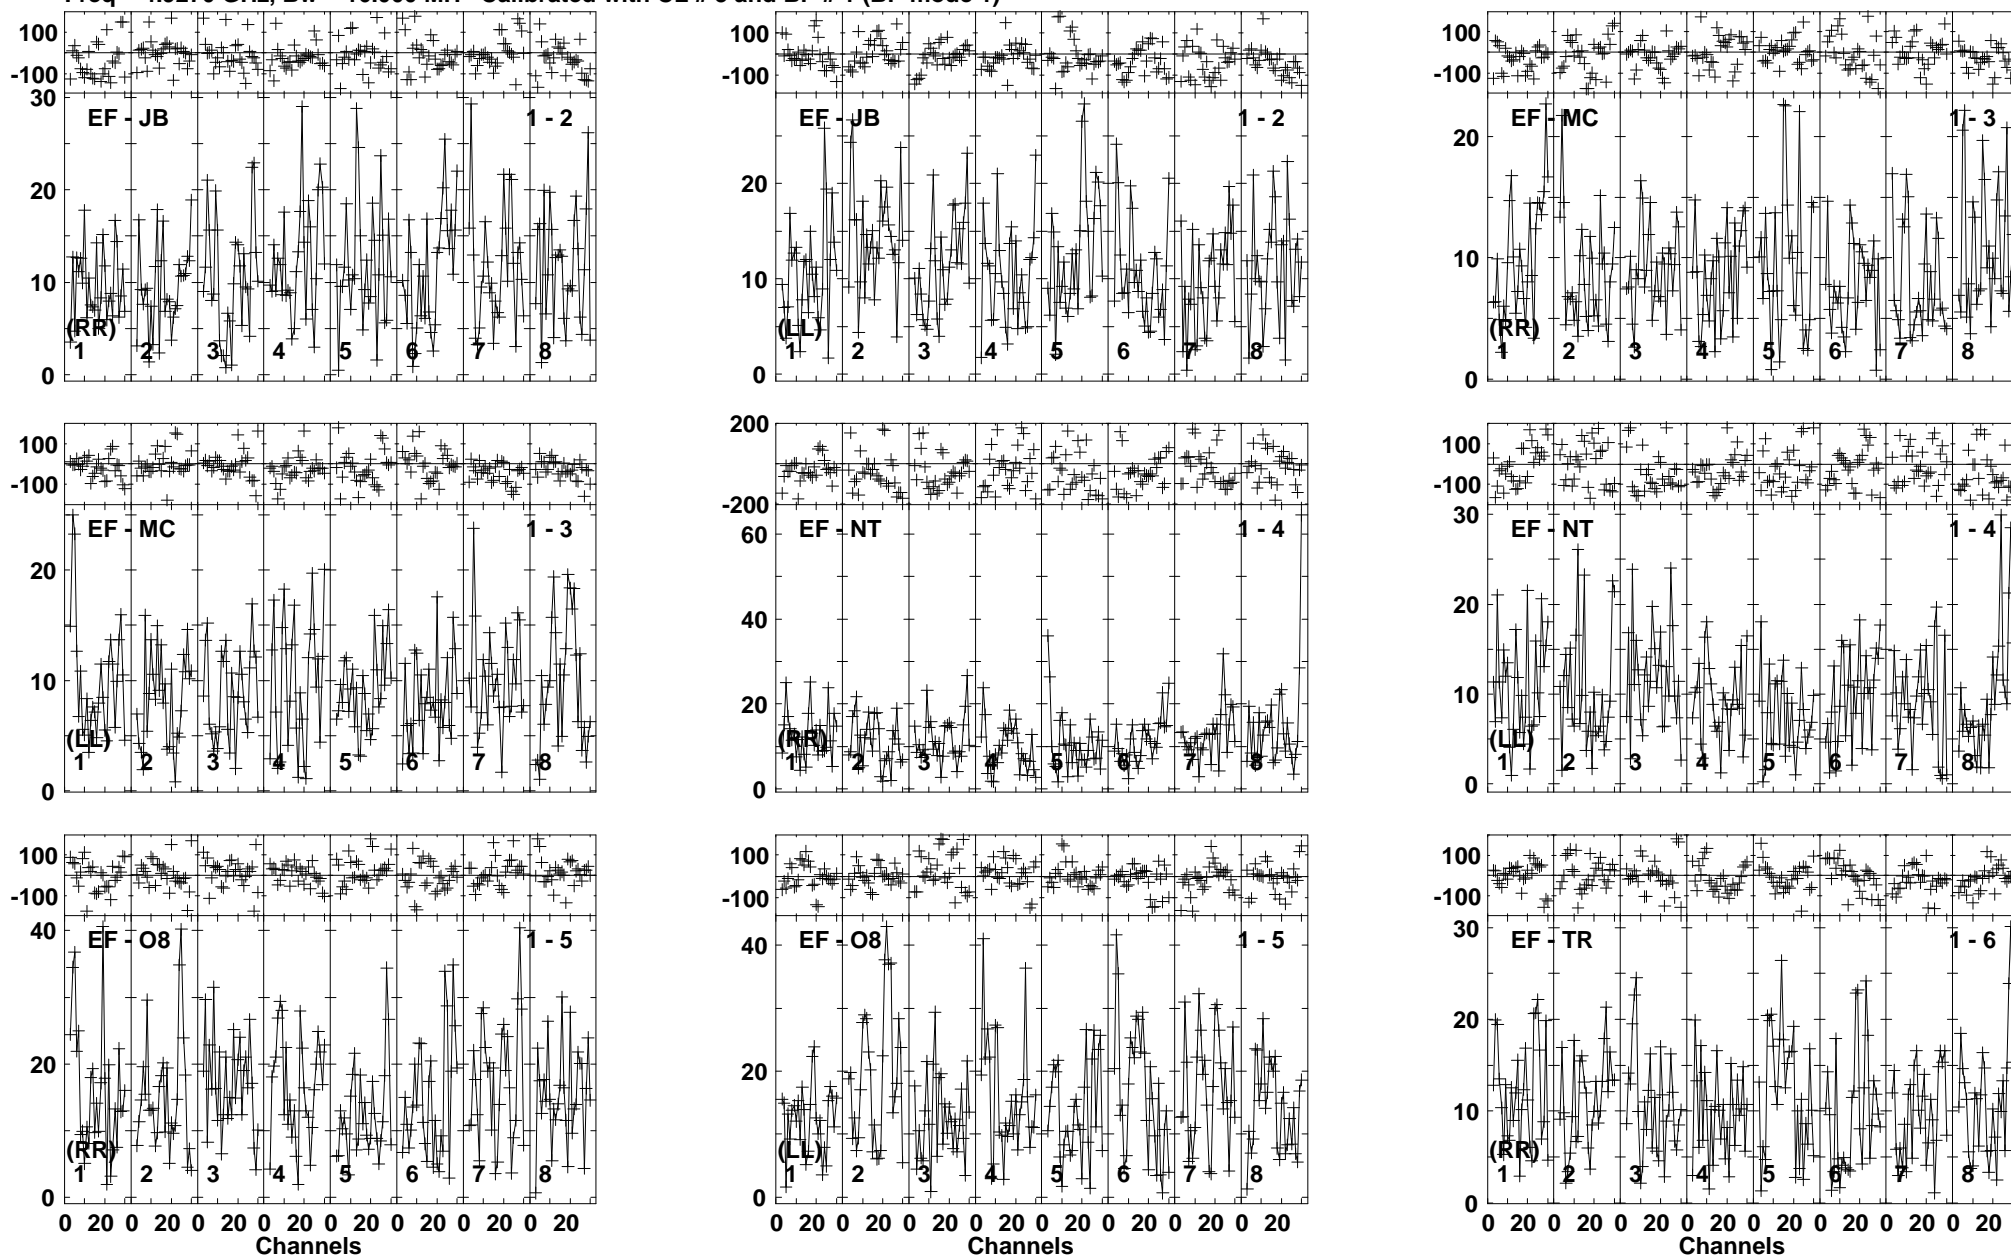 100 -100 30 20 10 0 EF - JB 1 - 2 (RR) 1 2 3 4 5 6 7 8
100 -100 20 10 0 EF - JB 1 - 2 (LL) 1 2 3 4 5 6 7 8
100 -100 20 10 0 EF - MC 1 - 3 (RR) 1 2 3 4 5 6 7 8
100 -100 20 10 0 EF - MC 1 - 3 (LL) 1 2 3 4 5 6 7 8
200 -200 60 40 20 0 EF - NT 1 - 4 (RR) 1 2 3 4 5 6 7 8
100 -100 30 20 10 0 EF - NT 1 - 4 (LL) 1 2 3 4 5 6 7 8
100 -100 40 20 0 EF - O8 1 - 5 (RR) 1 2 3 4 5 6 7 8
0 20 0 20 0 20 0 20 0 20 0 20 0 20 0 20
Channels
100 -100 40 20 0 EF - O8 1 - 5 (LL) 1 2 3 4 5 6 7 8
0 20 0 20 0 20 0 20 0 20 0 20 0 20 0 20
Channels
100 -100 30 20 10 0 EF - TR 1 - 6 (RR) 1 2 3 4 5 6 7 8
0 20 0 20 0 20 0 20 0 20 0 20 0 20 0 20
Channels